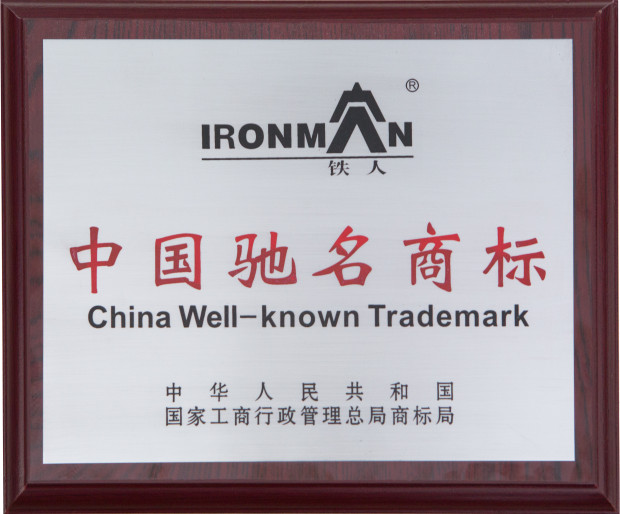 IRONMAN®
铁人
中国驰名商标
China Well-known Trademark
中华人民共和国
国家工商行政管理总局商标局